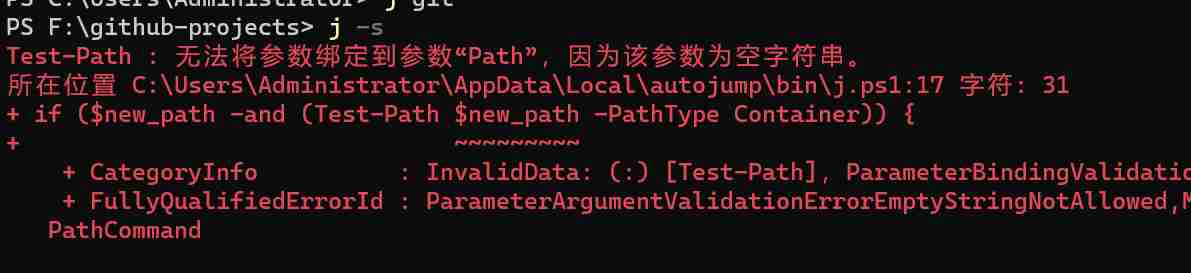 PS C:\Users\Administrator> j git
PS F:\github-projects> j -s
Test-Path : 无法将参数绑定到参数“Path”，因为该参数为空字符串。
所在位置 C:\Users\Administrator\AppData\Local\autojump\bin\j.ps1:17 字符: 31
+ if ($new_path -and (Test-Path $new_path -PathType Container)) {
+                               ~~~~~~~~~
    + CategoryInfo          : InvalidData: (:) [Test-Path], ParameterBindingValidatio
    + FullyQualifiedErrorId : ParameterArgumentValidationErrorEmptyStringNotAllowed,M
   PathCommand